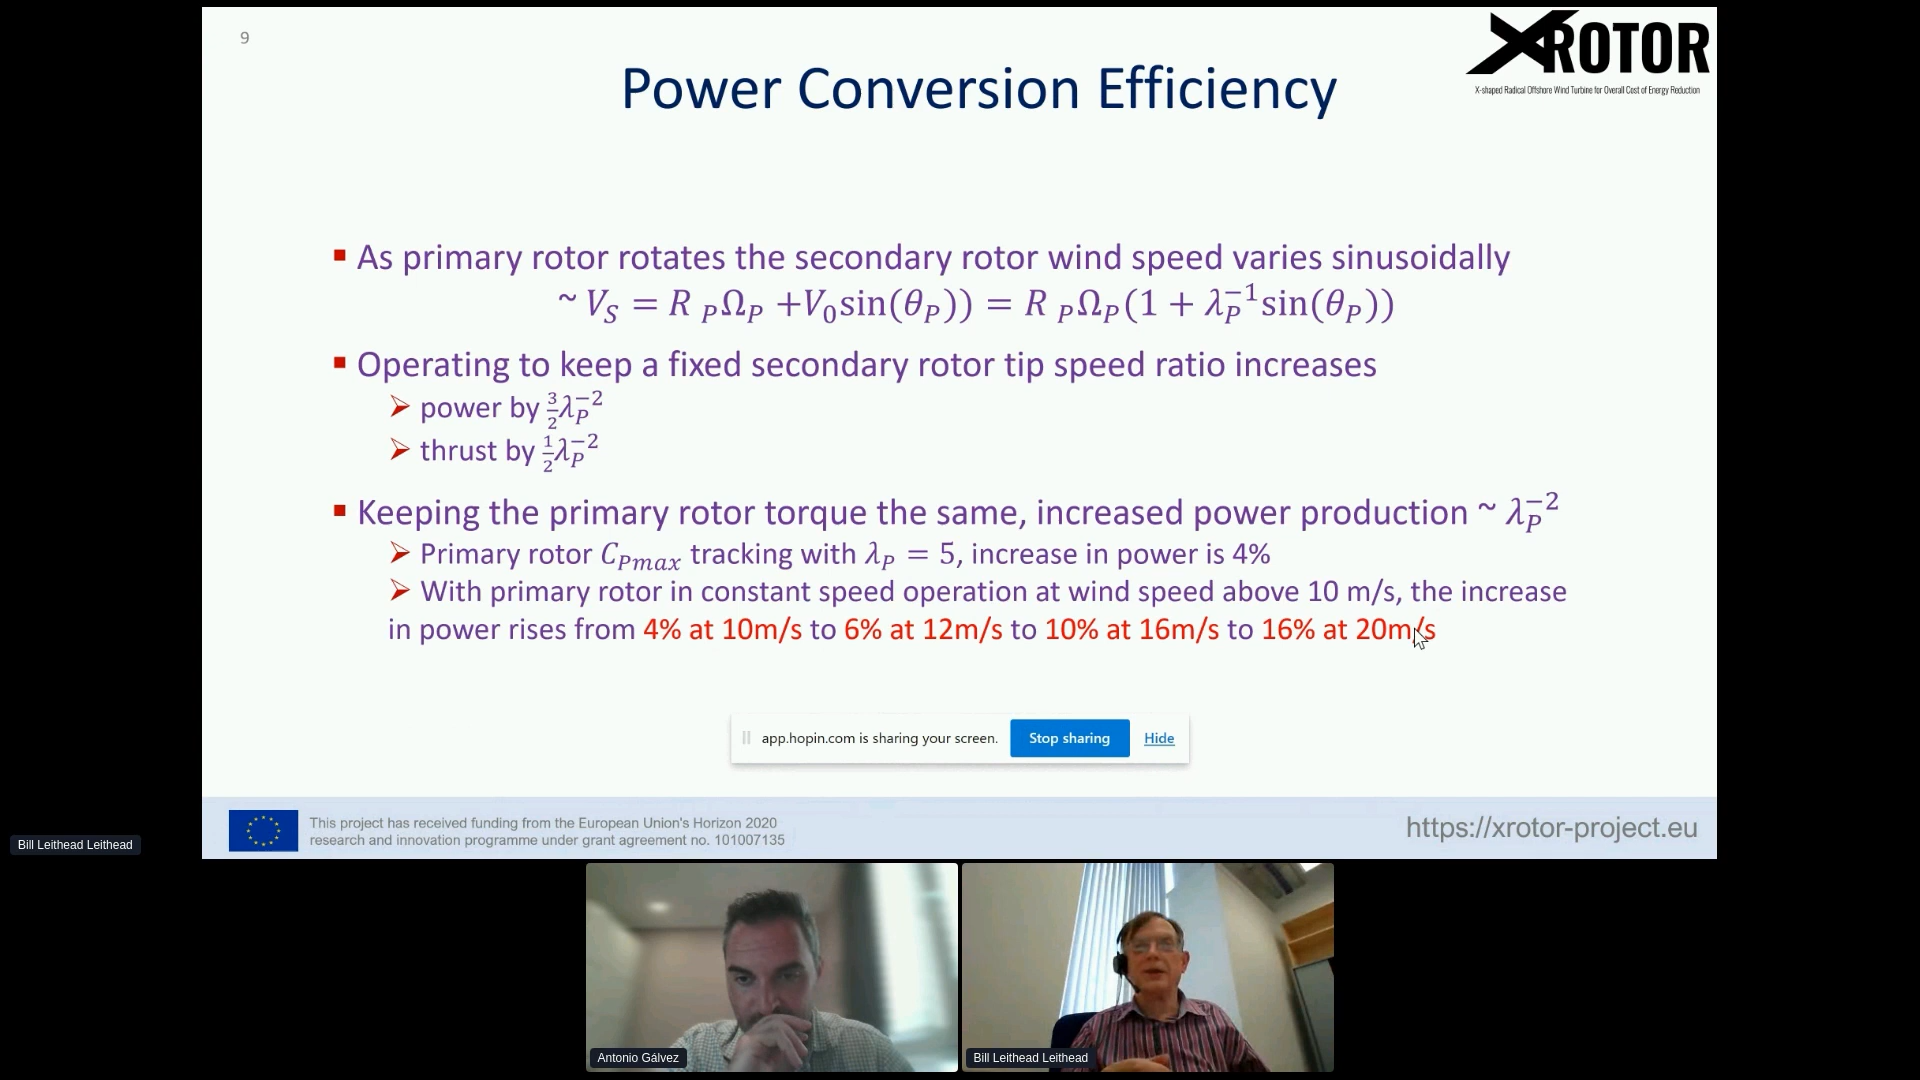 9
XROTOR
X-shaped Radical Offshore Wind Turbine for Overall Cost of Energy Reduction
Power Conversion Efficiency
▪ As primary rotor rotates the secondary rotor wind speed varies sinusoidally
~ V_S = R_PΩ_P +V_0sin(θ_P)) = R_PΩ_P(1 + λ_P^{-1}sin(θ_P))
▪ Operating to keep a fixed secondary rotor tip speed ratio increases
➢ power by 3/2 λ_P^{-2}
➢ thrust by 1/2 λ_P^{-2}
▪ Keeping the primary rotor torque the same, increased power production ~ λ_P^{-2}
➢ Primary rotor C_{Pmax} tracking with λ_P = 5, increase in power is 4%
➢ With primary rotor in constant speed operation at wind speed above 10 m/s, the increase
in power rises from 4% at 10m/s to 6% at 12m/s to 10% at 16m/s to 16% at 20m/s
app.hopin.com is sharing your screen. Stop sharing Hide
This project has received funding from the European Union's Horizon 2020
research and innovation programme under grant agreement no. 101007135
https://xrotor-project.eu
Bill Leithead Leithead
Antonio Gálvez
Bill Leithead Leithead